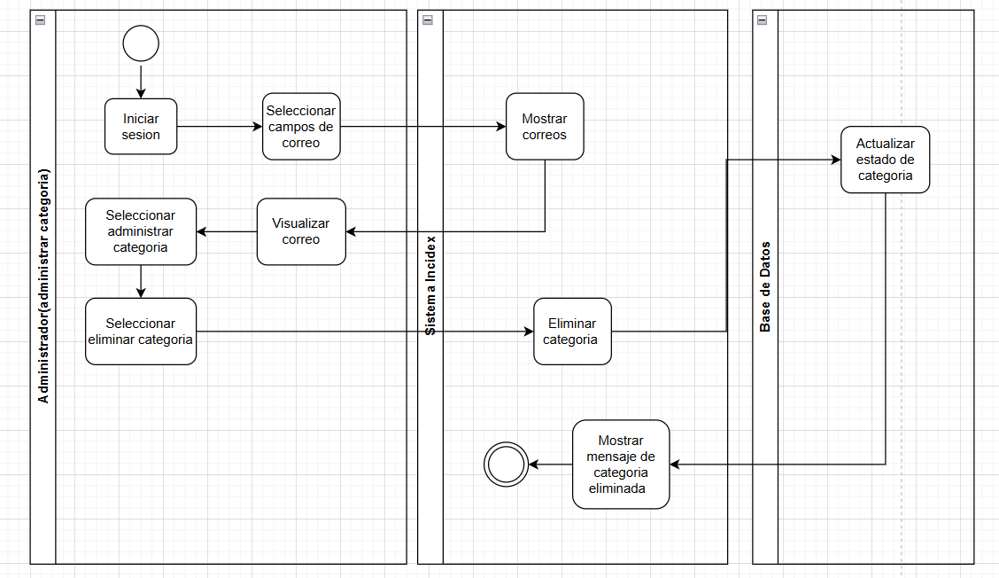 Administrador(administrar categoria)
Iniciar
sesion
Seleccionar
campos de
correo
Seleccionar
administrar
categoria
Visualizar
correo
Seleccionar
eliminar categoria
Sistema Incidex
Mostrar
correos
Eliminar
categoria
Mostrar
mensaje de
categoria
eliminada
Base de Datos
Actualizar
estado de
categoria